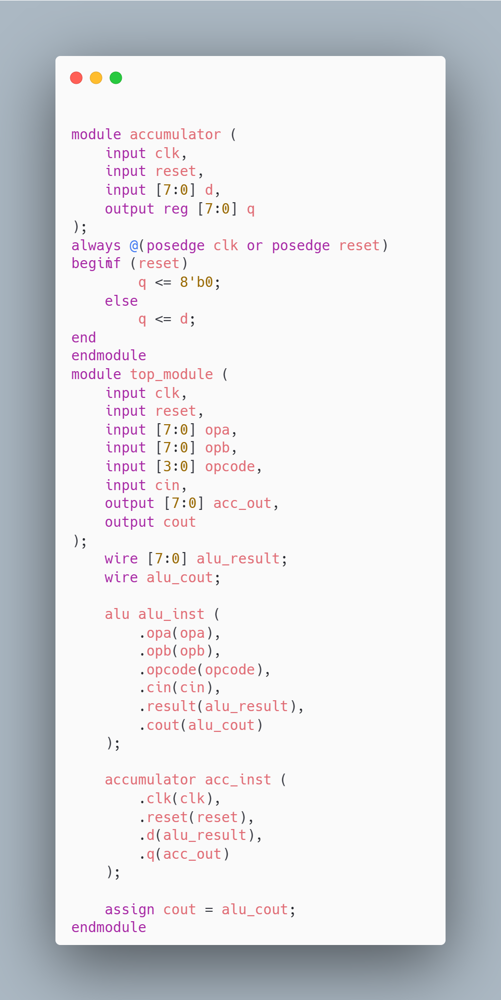 module accumulator (
    input clk,
    input reset,
    input [7:0] d,
    output reg [7:0] q
);
always @(posedge clk or posedge reset)
begin if (reset)
        q <= 8'b0;
    else
        q <= d;
end
endmodule
module top_module (
    input clk,
    input reset,
    input [7:0] opa,
    input [7:0] opb,
    input [3:0] opcode,
    input cin,
    output [7:0] acc_out,
    output cout
);
    wire [7:0] alu_result;
    wire alu_cout;

    alu alu_inst (
        .opa(opa),
        .opb(opb),
        .opcode(opcode),
        .cin(cin),
        .result(alu_result),
        .cout(alu_cout)
    );

    accumulator acc_inst (
        .clk(clk),
        .reset(reset),
        .d(alu_result),
        .q(acc_out)
    );

    assign cout = alu_cout;
endmodule